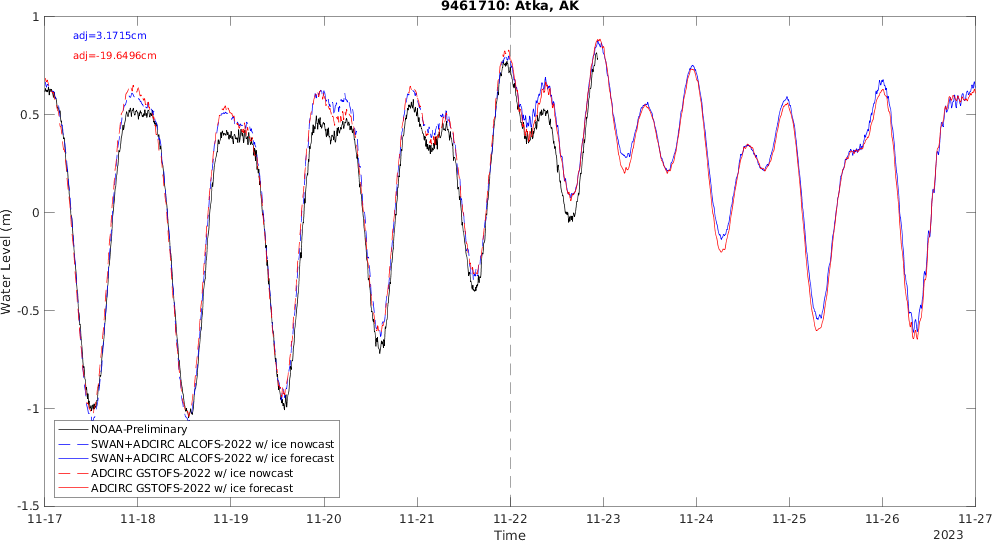 9461710: Atka, AK
adj=3.1715cm
adj=-19.6496cm
Water Level (m)
1
0.5
0
-0.5
-1
-1.5
NOAA-Preliminary
SWAN+ADCIRC ALCOFS-2022 w/ ice nowcast
SWAN+ADCIRC ALCOFS-2022 w/ ice forecast
ADCIRC GSTOFS-2022 w/ ice nowcast
ADCIRC GSTOFS-2022 w/ ice forecast
11-17 11-18 11-19 11-20 11-21 11-22 11-23 11-24 11-25 11-26 11-27
Time
2023